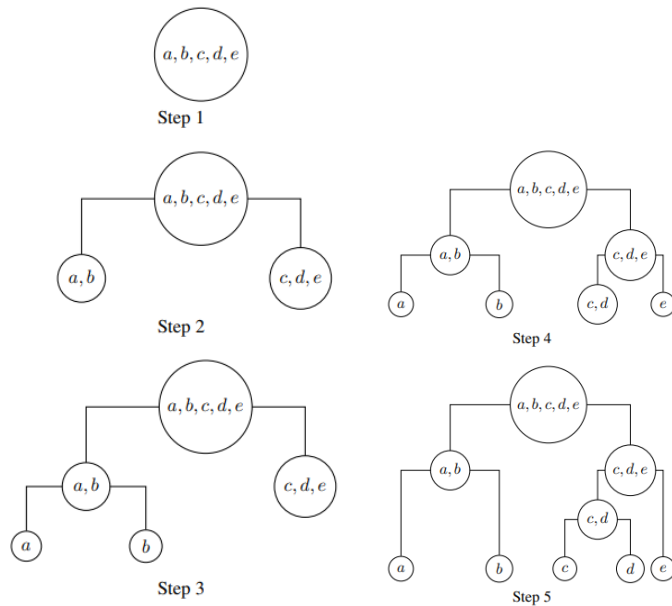 a, b, c, d, e
Step 1
a, b, c, d, e
a, b
c, d, e
Step 2
a, b, c, d, e
a, b
c, d, e
a
b
Step 3
a, b, c, d, e
a, b
c, d, e
a
b
c, d
e
Step 4
a, b, c, d, e
a, b
c, d, e
c, d
a
b
c
d
e
Step 5